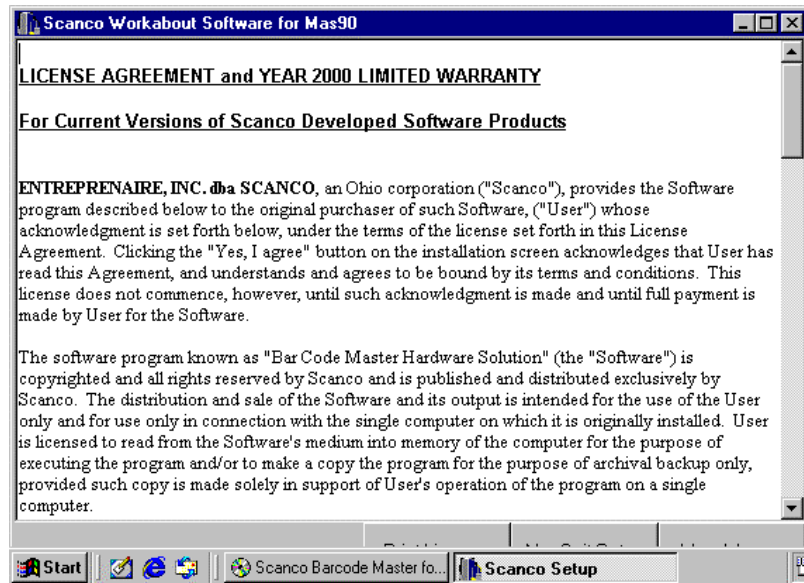 Scanco Workabout Software for Mas90
LICENSE AGREEMENT and YEAR 2000 LIMITED WARRANTY
For Current Versions of Scanco Developed Software Products
ENTREPRENAIRE, INC. dba SCANCO, an Ohio corporation ("Scanco"), provides the Software
program described below to the original purchaser of such Software, ("User") whose
acknowledgment is set forth below, under the terms of the license set forth in this License
Agreement. Clicking the "Yes, I agree" button on the installation screen acknowledges that User has
read this Agreement, and understands and agrees to be bound by its terms and conditions. This
license does not commence, however, until such acknowledgment is made and until full payment is
made by User for the Software.
The software program known as "Bar Code Master Hardware Solution" (the "Software") is
copyrighted and all rights reserved by Scanco and is published and distributed exclusively by
Scanco. The distribution and sale of the Software and its output is intended for the use of the User
only and for use only in connection with the single computer on which it is originally installed. User
is licensed to read from the Software's medium into memory of the computer for the purpose of
executing the program and/or to make a copy the program for the purpose of archival backup only,
provided such copy is made solely in support of User's operation of the program on a single
computer.
Start
Scanco Barcode Master fo...
Scanco Setup